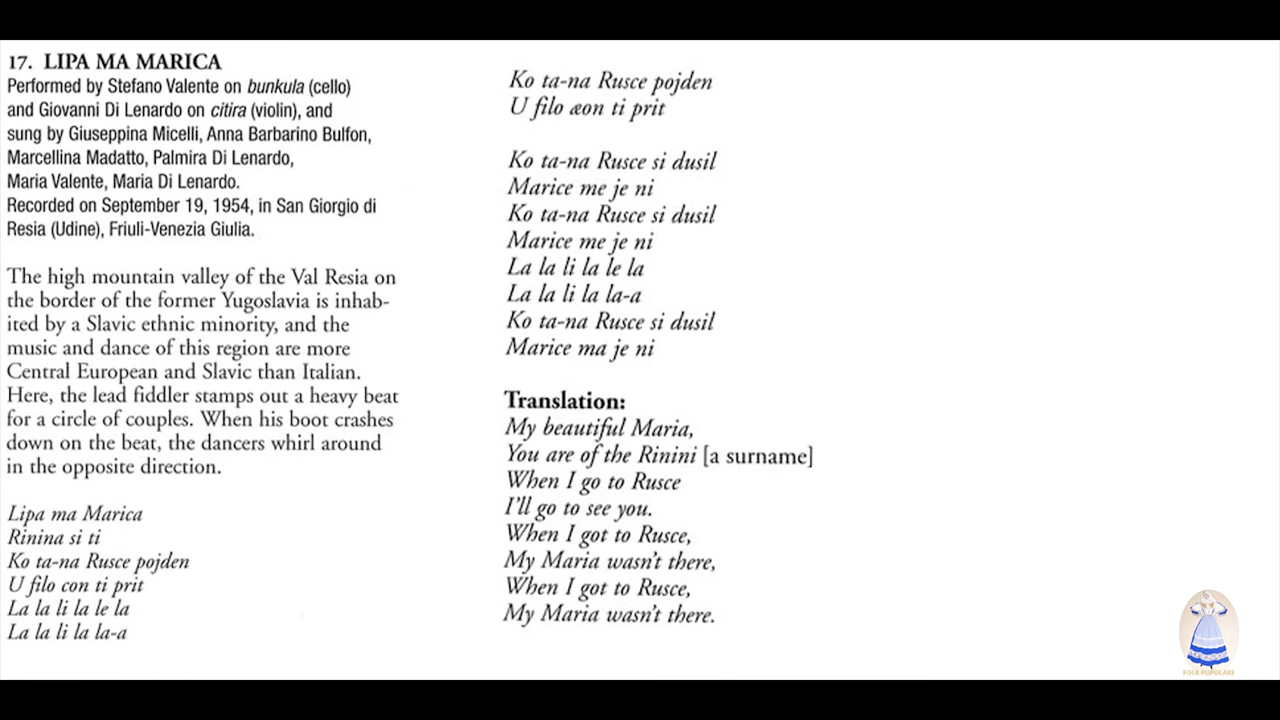 17. LIPA MA MARICA
Performed by Stefano Valente on bunkula (cello)
and Giovanni Di Lenardo on citira (violin), and
sung by Giuseppina Micelli, Anna Barbarino Bulfon,
Marcellina Madatto, Palmira Di Lenardo,
Maria Valente, Maria Di Lenardo.
Recorded on September 19, 1954, in San Giorgio di
Resia (Udine), Friuli-Venezia Giulia.
The high mountain valley of the Val Resia on
the border of the former Yugoslavia is inhab-
ited by a Slavic ethnic minority, and the
music and dance of this region are more
Central European and Slavic than Italian.
Here, the lead fiddler stamps out a heavy beat
for a circle of couples. When his boot crashes
down on the beat, the dancers whirl around
in the opposite direction.
Lipa ma Marica
Rinina si ti
Ko ta-na Rusce pojden
U filo con ti prit
La la li la le la
La la li la la-a
Ko ta-na Rusce pojden
U filo æon ti prit
Ko ta-na Rusce si dusil
Marice me je ni
Ko ta-na Rusce si dusil
Marice me je ni
La la li la le la
La la li la la-a
Ko ta-na Rusce si dusil
Marice ma je ni
Translation:
My beautiful Maria,
You are of the Rinini [a surname]
When I go to Rusce
I'll go to see you.
When I got to Rusce,
My Maria wasn't there,
When I got to Rusce,
My Maria wasn't there.
FOLK POPOLARE